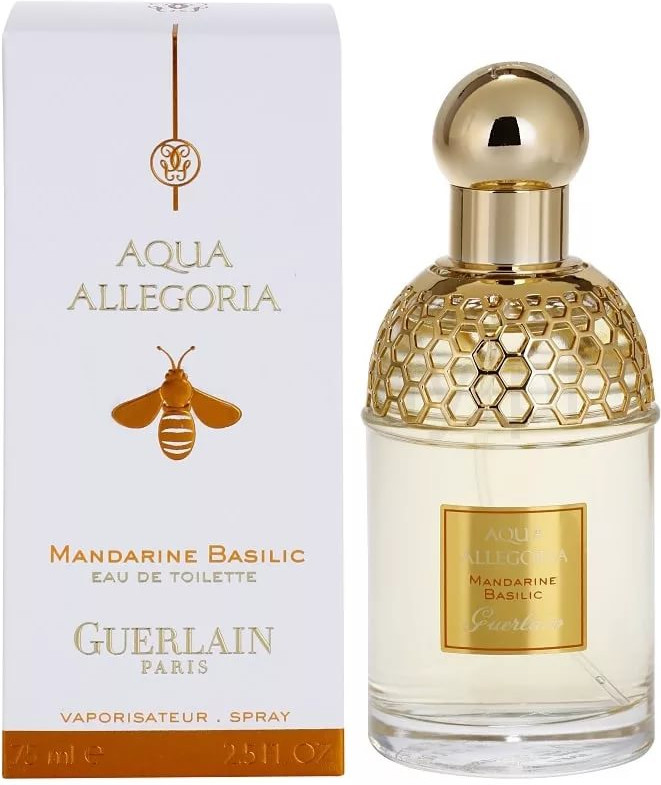 AQUA
ALLEGORIA
MANDARINE BASILIC
EAU DE TOILETTE
GUERLAIN
PARIS
VAPORISATEUR . SPRAY
75 ml e 2.5 fl OZ
AQUA
ALLEGORIA
MANDARINE
BASILIC
Guerlain